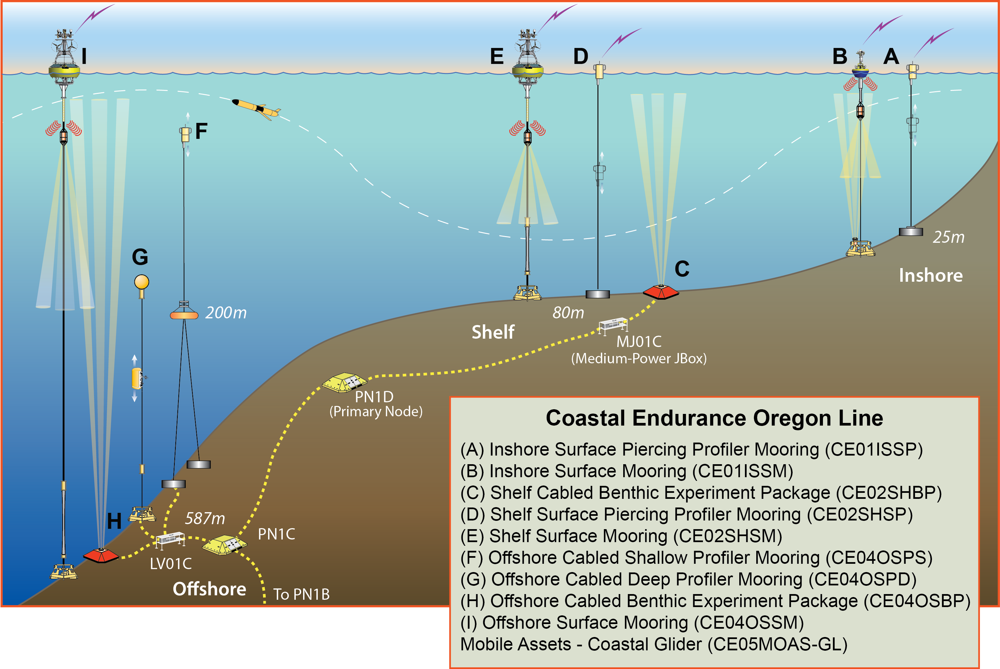 I
E
D
B
A
F
G
C
25m
Inshore
200m
80m
Shelf
MJ01C
(Medium-Power JBox)
PN1D
(Primary Node)
H
587m
PN1C
LV01C
Offshore
To PN1B
Coastal Endurance Oregon Line
(A) Inshore Surface Piercing Profiler Mooring (CE01ISSP)
(B) Inshore Surface Mooring (CE01ISSM)
(C) Shelf Cabled Benthic Experiment Package (CE02SHBP)
(D) Shelf Surface Piercing Profiler Mooring (CE02SHSP)
(E) Shelf Surface Mooring (CE02SHSM)
(F) Offshore Cabled Shallow Profiler Mooring (CE04OSPS)
(G) Offshore Cabled Deep Profiler Mooring (CE04OSPD)
(H) Offshore Cabled Benthic Experiment Package (CE04OSBP)
(I) Offshore Surface Mooring (CE04OSSM)
Mobile Assets - Coastal Glider (CE05MOAS-GL)